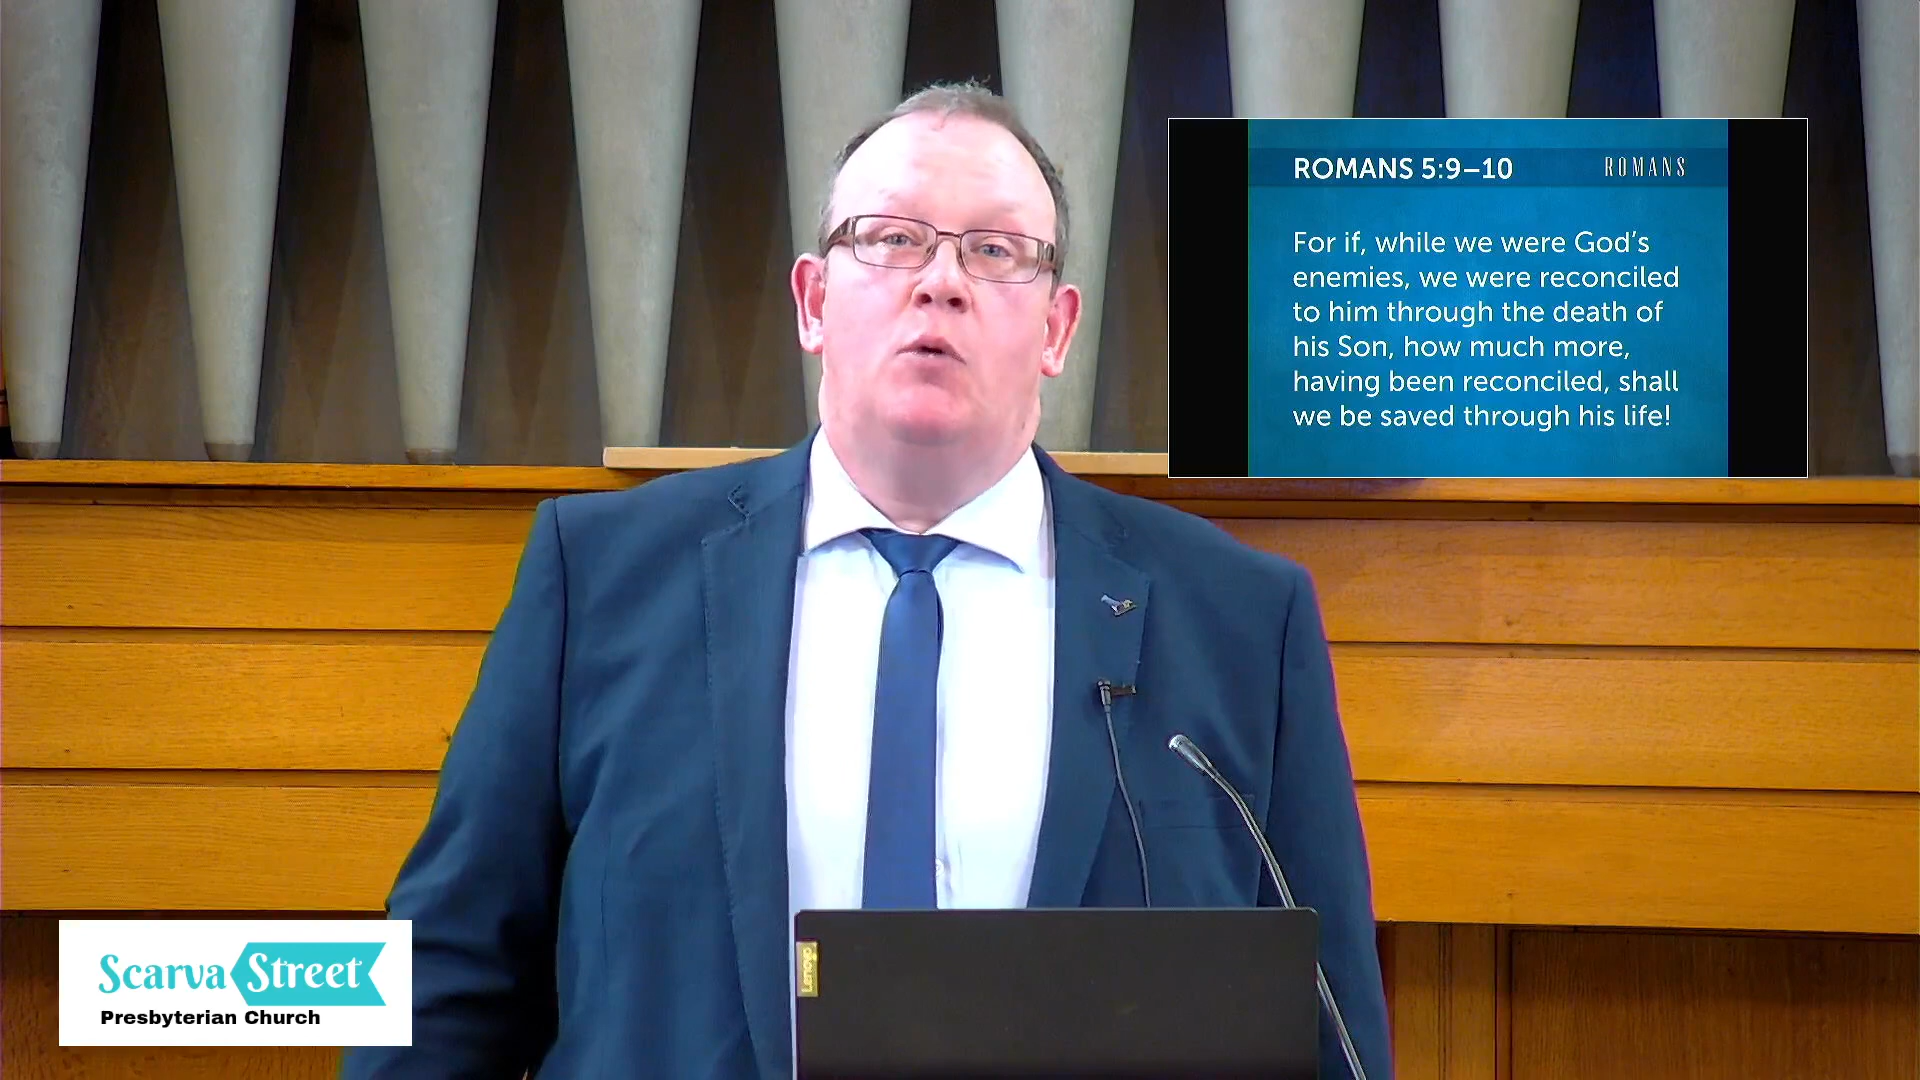 ROMANS 5:9–10
ROMANS
For if, while we were God’s
enemies, we were reconciled
to him through the death of
his Son, how much more,
having been reconciled, shall
we be saved through his life!
Lenovo
Scarva Street
Presbyterian Church